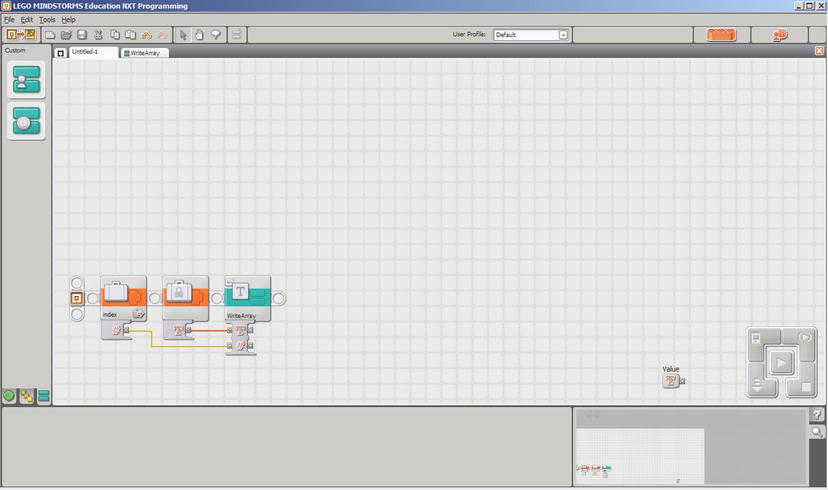 LEGO MINDSTORMS Education NXT Programming
File Edit Tools Help
User Profile: Default
Custom
Untitled-1
WriteArray
index
T
WriteArray
Value
?